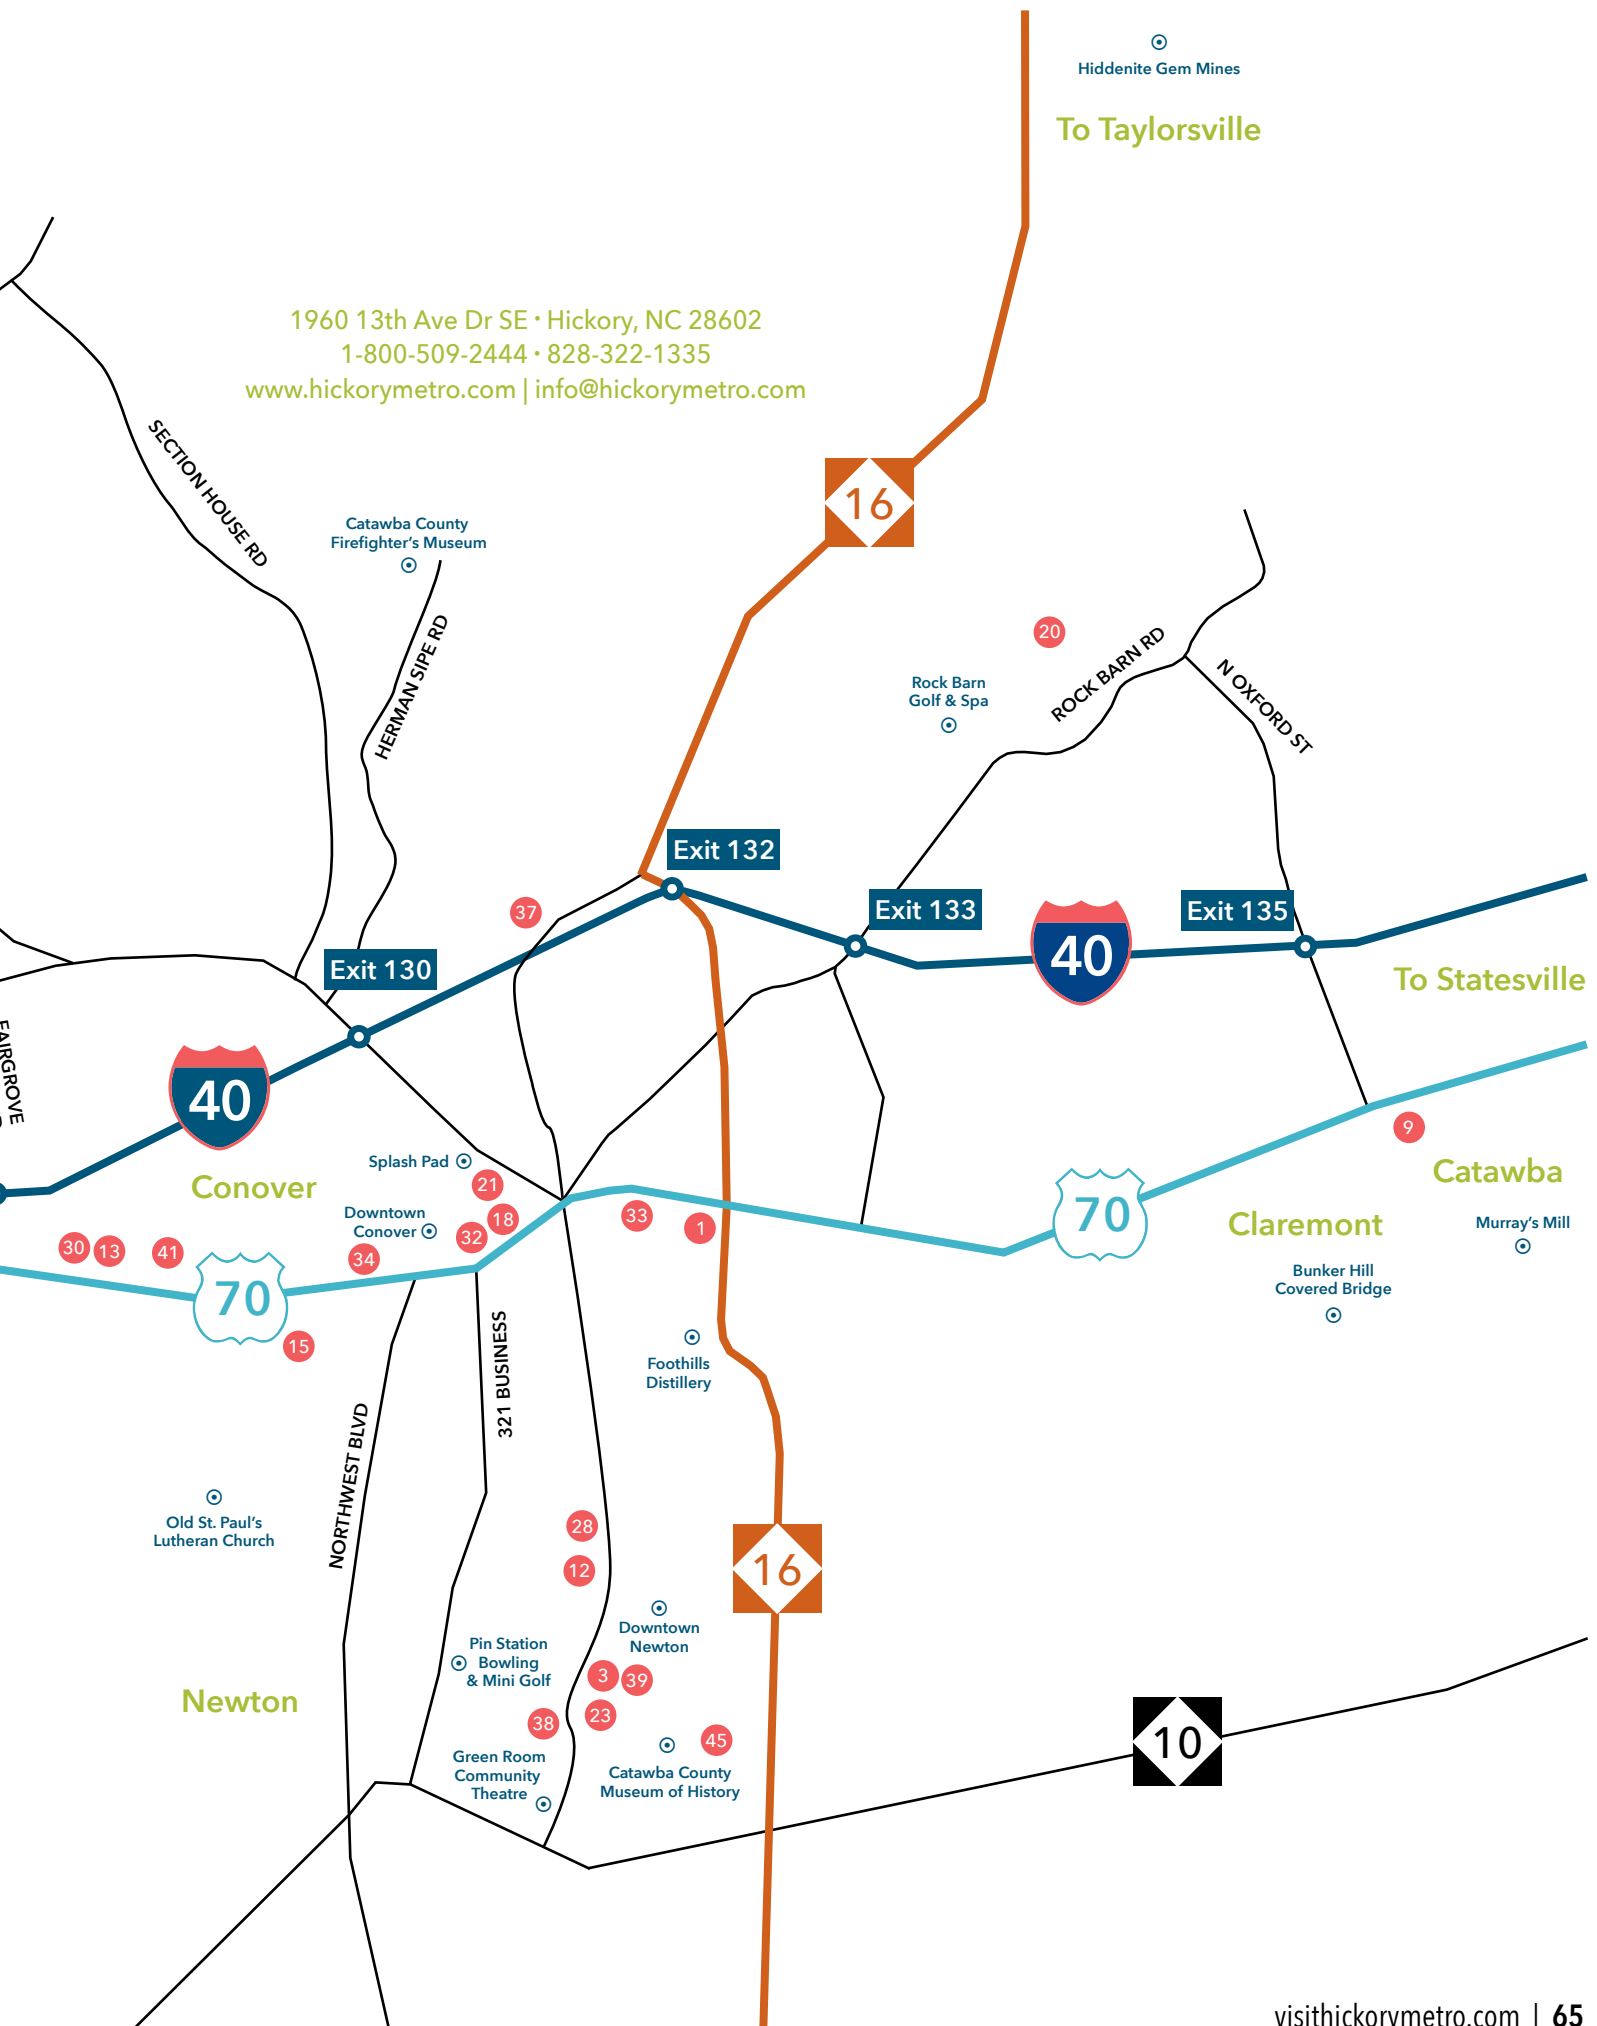 Hiddenite Gem Mines
To Taylorsville
1960 13th Ave Dr SE • Hickory, NC 28602
1-800-509-2444 • 828-322-1335
www.hickorymetro.com | info@hickorymetro.com
SECTION HOUSE RD
16
Catawba County
Firefighter's Museum
HERMAN SIPE RD
20
ROCK BARN RD
Rock Barn
Golf & Spa
N OXFORD ST
Exit 132
37
Exit 133
Exit 135
40
Exit 130
To Statesville
FAIRGROVE
40
Conover
Splash Pad
21
9
Catawba
Downtown
Conover
18
32
33
1
70
Claremont
Murray's Mill
30
13
41
34
Bunker Hill
Covered Bridge
70
15
321 BUSINESS
Foothills
Distillery
NORTHWEST BLVD
Old St. Paul's
Lutheran Church
28
12
16
Downtown
Newton
Pin Station
Bowling
& Mini Golf
3
39
Newton
23
38
45
10
Green Room
Community
Theatre
Catawba County
Museum of History
visithickorymetro.com | 65